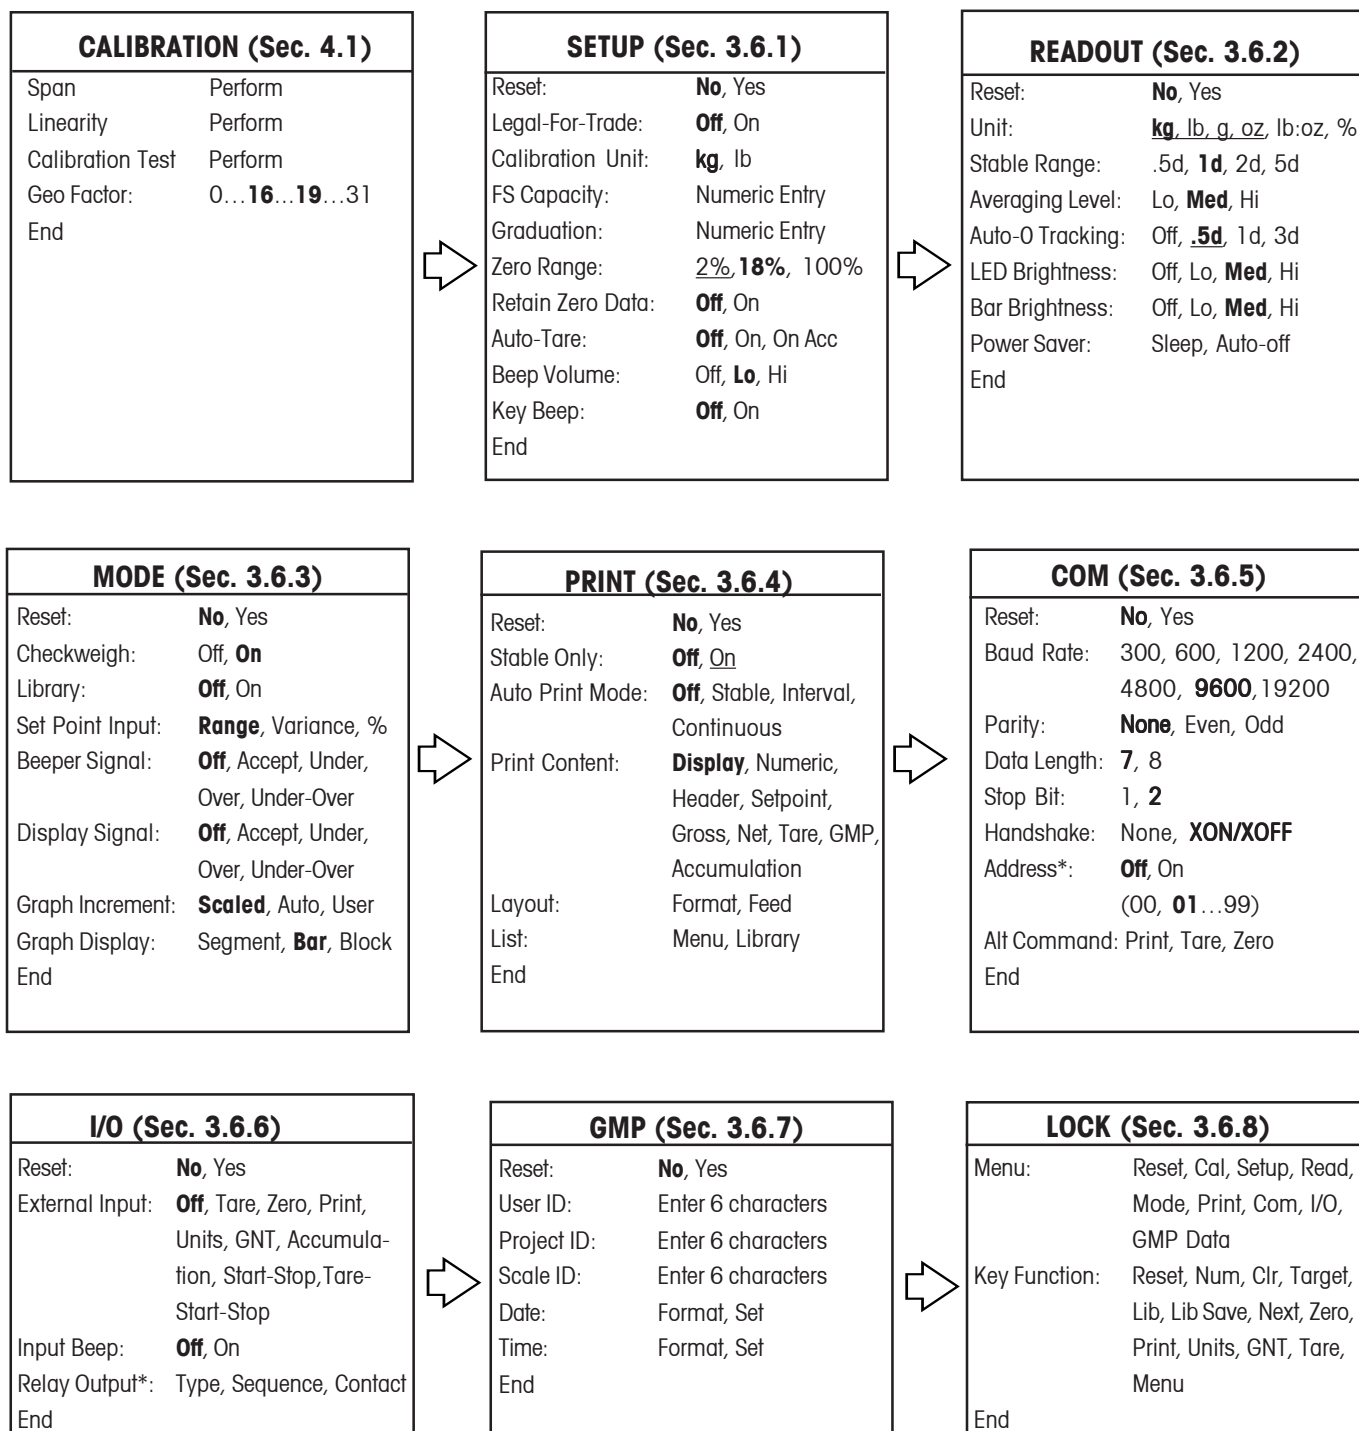 CALIBRATION (Sec. 4.1)
Span Perform
Linearity Perform
Calibration Test Perform
Geo Factor: 0...16...19...31
End
SETUP (Sec. 3.6.1)
Reset: No, Yes
Legal-For-Trade: Off, On
Calibration Unit: kg, lb
FS Capacity: Numeric Entry
Graduation: Numeric Entry
Zero Range: 2%,18%, 100%
Retain Zero Data: Off, On
Auto-Tare: Off, On, On Acc
Beep Volume: Off, Lo, Hi
Key Beep: Off, On
End
READOUT (Sec. 3.6.2)
Reset: No, Yes
Unit: kg, lb, g, oz, lb:oz, %
Stable Range: .5d, 1d, 2d, 5d
Averaging Level: Lo, Med, Hi
Auto-0 Tracking: Off, .5d, 1d, 3d
LED Brightness: Off, Lo, Med, Hi
Bar Brightness: Off, Lo, Med, Hi
Power Saver: Sleep, Auto-off
End
MODE (Sec. 3.6.3)
Reset: No, Yes
Checkweigh: Off, On
Library: Off, On
Set Point Input: Range, Variance, %
Beeper Signal: Off, Accept, Under,
Over, Under-Over
Display Signal: Off, Accept, Under,
Over, Under-Over
Graph Increment: Scaled, Auto, User
Graph Display: Segment, Bar, Block
End
PRINT (Sec. 3.6.4)
Reset: No, Yes
Stable Only: Off, On
Auto Print Mode: Off, Stable, Interval,
Continuous
Print Content: Display, Numeric,
Header, Setpoint,
Gross, Net, Tare, GMP,
Accumulation
Layout: Format, Feed
List: Menu, Library
End
COM (Sec. 3.6.5)
Reset: No, Yes
Baud Rate: 300, 600, 1200, 2400,
4800, 9600,19200
Parity: None, Even, Odd
Data Length: 7, 8
Stop Bit: 1, 2
Handshake: None, XON/XOFF
Address*: Off, On
(00, 01...99)
Alt Command: Print, Tare, Zero
End
I/O (Sec. 3.6.6)
Reset: No, Yes
External Input: Off, Tare, Zero, Print,
Units, GNT, Accumula-
tion, Start-Stop,Tare-
Start-Stop
Input Beep: Off, On
Relay Output*: Type, Sequence, Contact
End
GMP (Sec. 3.6.7)
Reset: No, Yes
User ID: Enter 6 characters
Project ID: Enter 6 characters
Scale ID: Enter 6 characters
Date: Format, Set
Time: Format, Set
End
LOCK (Sec. 3.6.8)
Menu: Reset, Cal, Setup, Read,
Mode, Print, Com, I/O,
GMP Data
Key Function: Reset, Num, Clr, Target,
Lib, Lib Save, Next, Zero,
Print, Units, GNT, Tare,
Menu
End